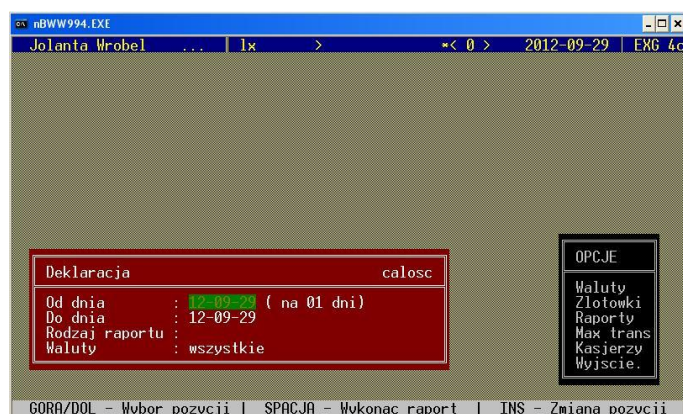 nBWW994.EXE
Jolanta Wrobel ... lx > *< 0 > 2012-09-29 EXG 4c
OPCJE
Waluty
Zlotowki
Raporty
Max trans
Kasjerzy
Wyjscie.
Deklaracja calosc
Od dnia : 12-09-29 ( na 01 dni)
Do dnia : 12-09-29
Rodzaj raportu :
Waluty : wszystkie
GORA/DOL - Wybor pozycji | SPACJA - Wykonac raport | INS - Zmiana pozycji